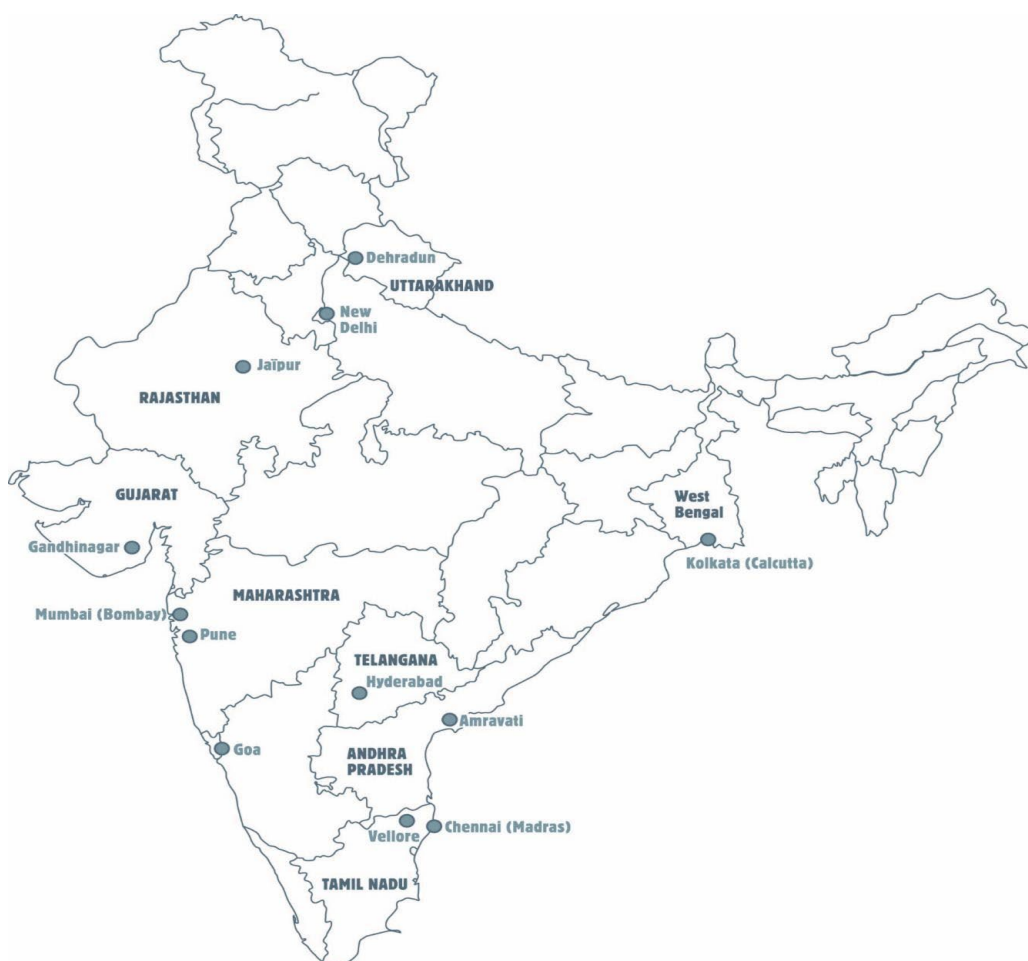 Dehradun
UTTARAKHAND
New
Delhi
Jaïpur
RAJASTHAN
GUJARAT
West
Bengal
Gandhinagar
Kolkata (Calcutta)
MAHARASHTRA
Mumbai (Bombay)
Pune
TELANGANA
Hyderabad
Amravati
Goa
ANDHRA
PRADESH
Vellore
Chennai (Madras)
TAMIL NADU